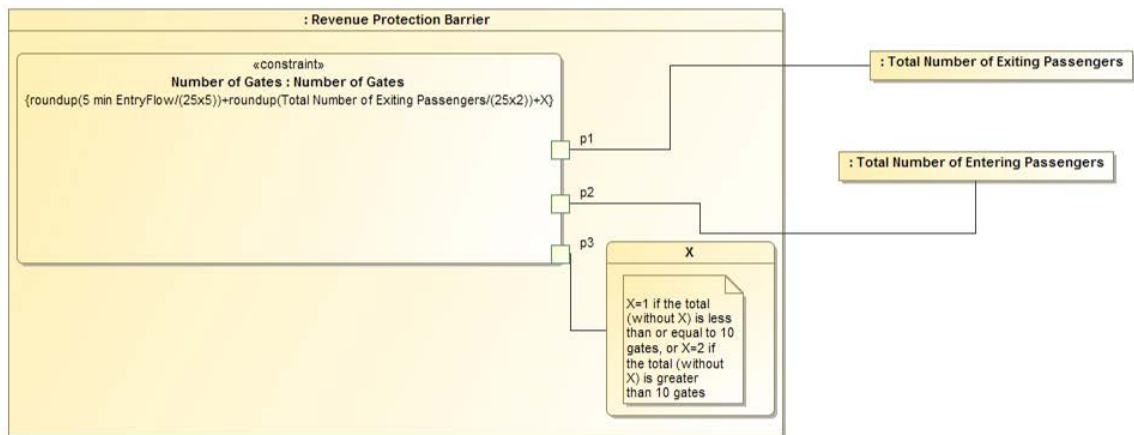 : Revenue Protection Barrier
«constraint»
Number of Gates : Number of Gates
{roundup(5 min EntryFlow/(25x5))+roundup(Total Number of Exiting Passengers/(25x2))+X}
: Total Number of Exiting Passengers
p1
: Total Number of Entering Passengers
p2
p3
X
X=1 if the total
(without X) is less
than or equal to 10
gates, or X=2 if
the total (without
X) is greater
than 10 gates